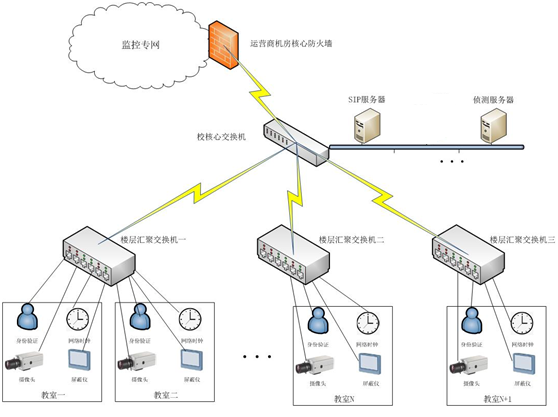 监控专网
运营商机房核心防火墙
SIP服务器
侦测服务器
校核心交换机
楼层汇聚交换机一
楼层汇聚交换机二
楼层汇聚交换机三
身份验证
网络时钟
身份验证
网络时钟
身份验证
网络时钟
身份验证
网络时钟
摄像头
屏蔽仪
摄像头
屏蔽仪
摄像头
屏蔽仪
摄像头
屏蔽仪
教室一
教室二
教室N
教室N+1